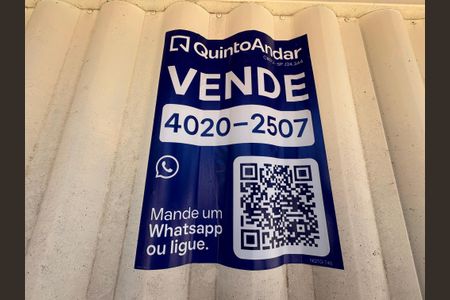 QuintoAndar
VENDE
4020-2507
Mande um
Whatsapp
ou ligue.